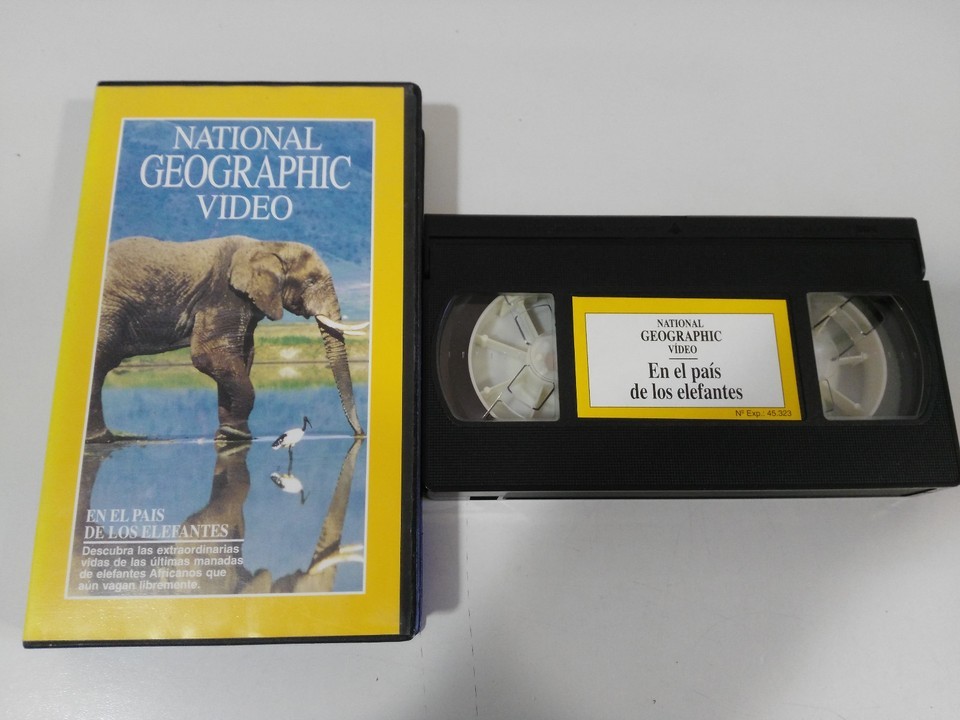 NATIONAL
GEOGRAPHIC
VIDEO
EN EL PAIS
DE LOS ELEFANTES
Descubra las extraordinarias
vidas de las últimas manadas
de elefantes Africanos que
aún vagan libremente.
NATIONAL
GEOGRAPHIC
VÍDEO
En el país
de los elefantes
Nº Exp.: 45.323